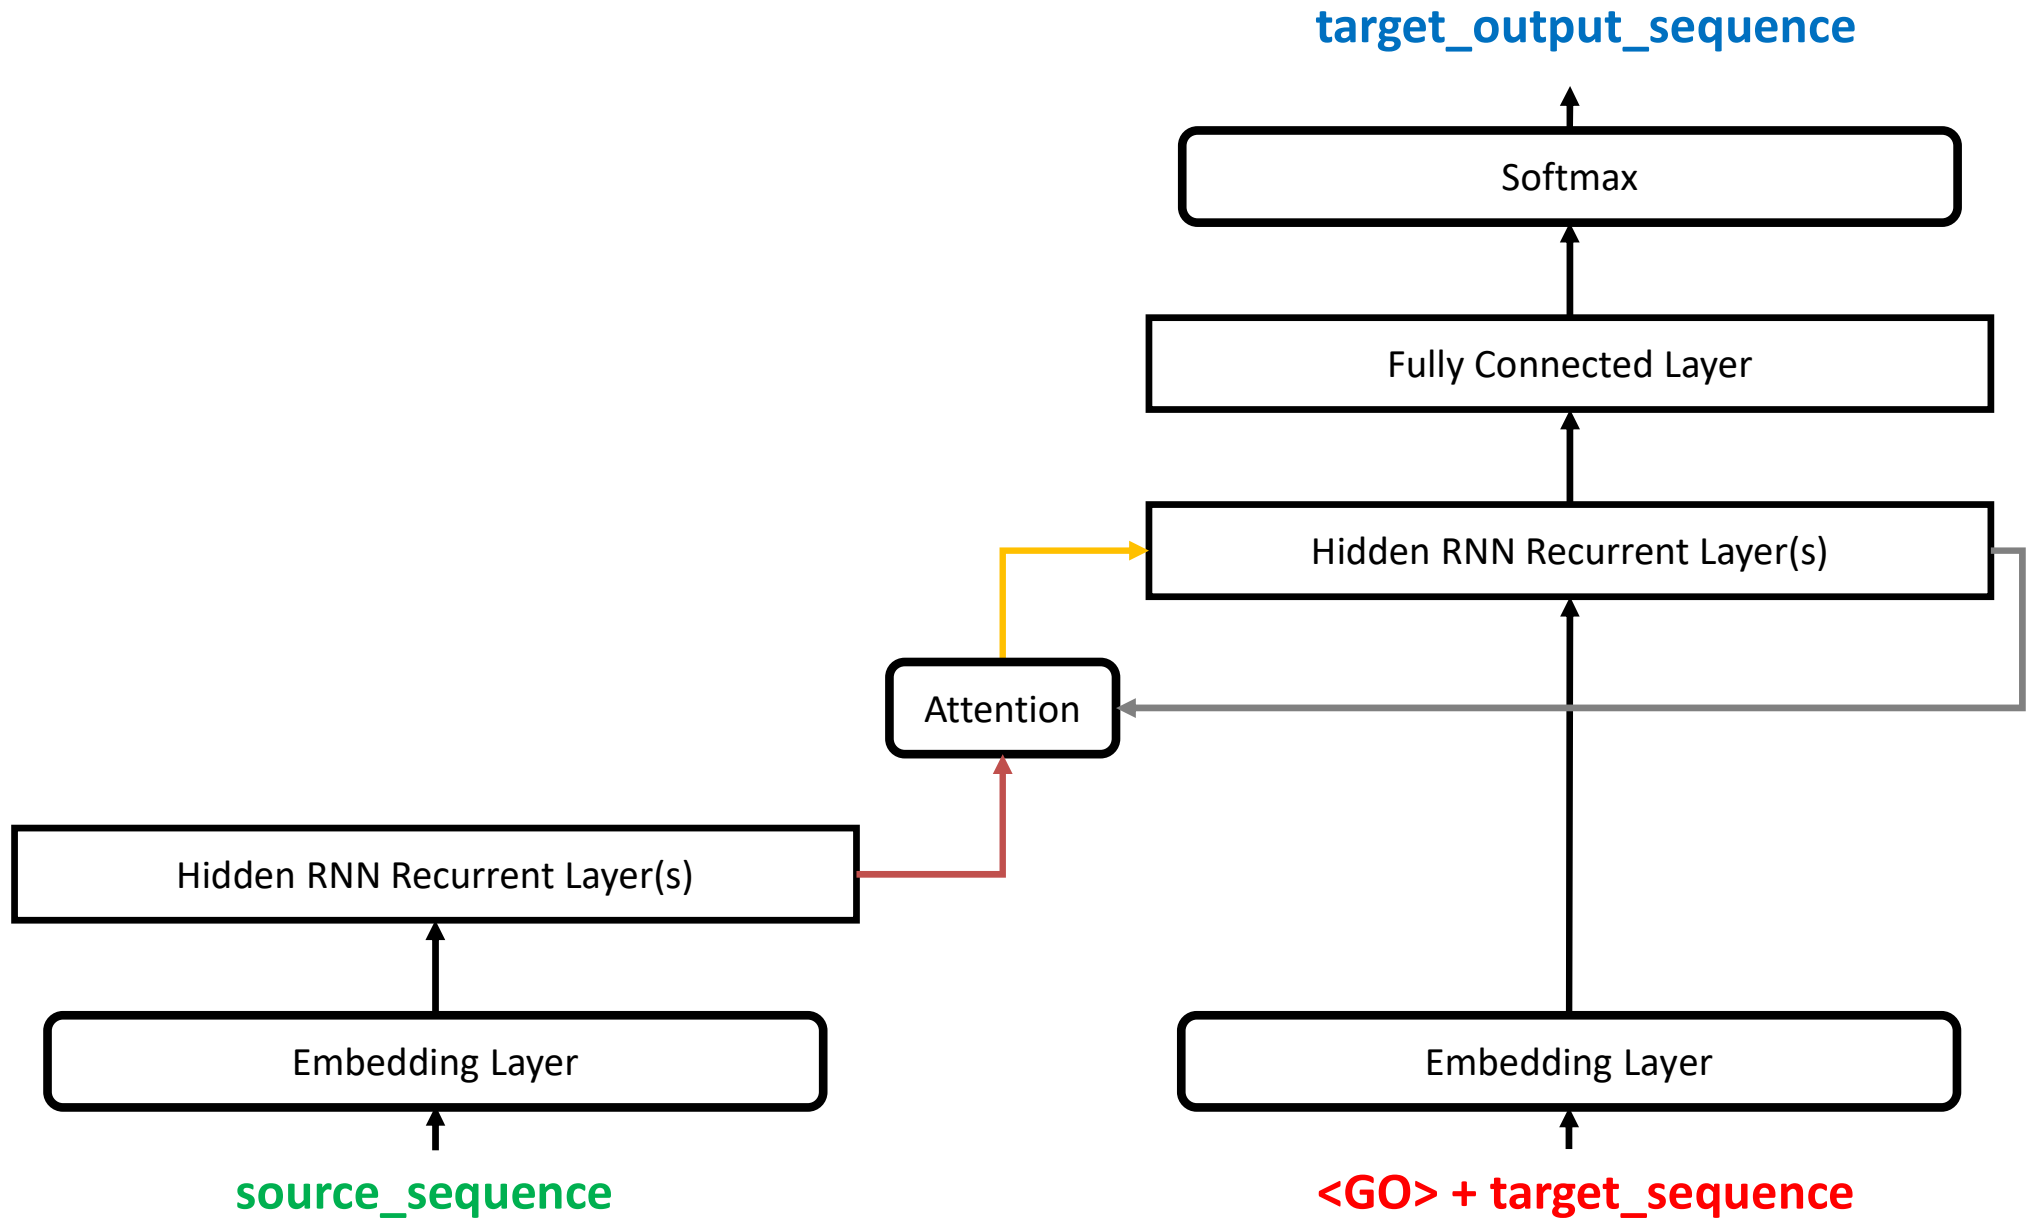 target_output_sequence
Softmax
Fully Connected Layer
Hidden RNN Recurrent Layer(s)
Attention
Hidden RNN Recurrent Layer(s)
Embedding Layer
Embedding Layer
source_sequence
<GO> + target_sequence